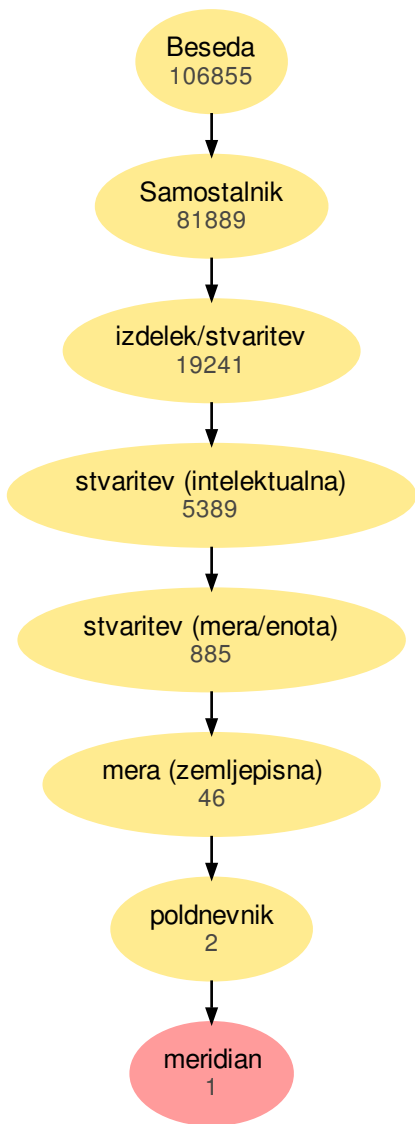 Beseda
106855
Samostalnik
81889
izdelek/stvaritev
19241
stvaritev (intelektualna)
5389
stvaritev (mera/enota)
885
mera (zemljepisna)
46
poldnevnik
2
meridian
1